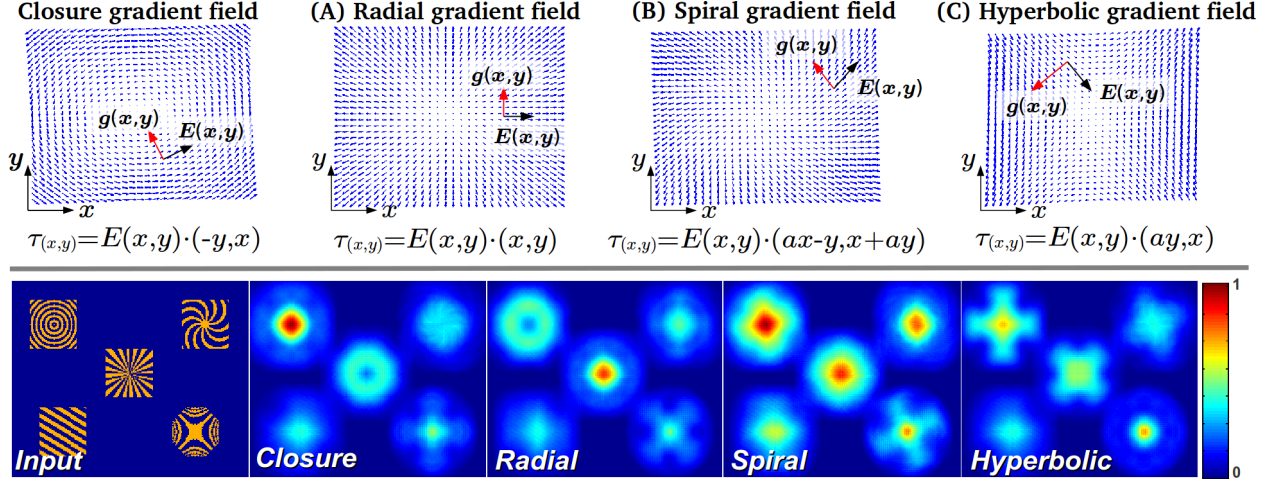 Closure gradient field (A) Radial gradient field (B) Spiral gradient field (C) Hyperbolic gradient field
g(x,y) E(x,y) y x
g(x,y) E(x,y) y x
g(x,y) E(x,y) y x
g(x,y) E(x,y) y x
τ(x,y)=E(x,y)·(-y,x) τ(x,y)=E(x,y)·(x,y) τ(x,y)=E(x,y)·(ax-y,x+ay) τ(x,y)=E(x,y)·(ay,x)
1
Input Closure Radial Spiral Hyperbolic 0